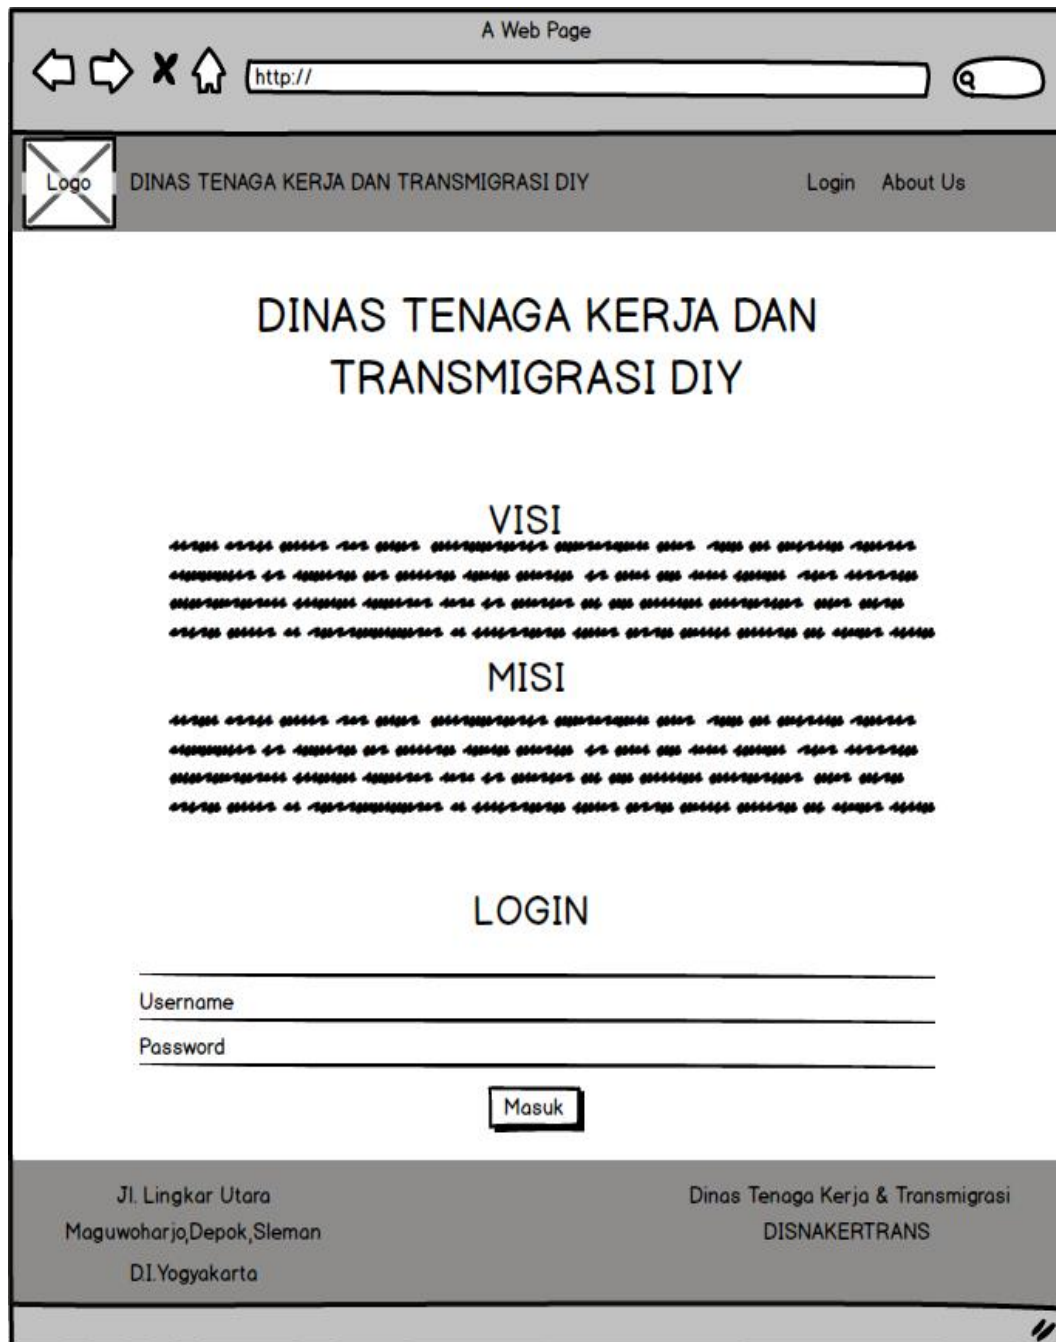 A Web Page
http://
Logo
DINAS TENAGA KERJA DAN TRANSMIGRASI DIY
Login
About Us
DINAS TENAGA KERJA DAN
TRANSMIGRASI DIY
VISI
MISI
LOGIN
Username
Password
Masuk
Jl. Lingkar Utara
Maguwoharjo,Depok,Sleman
D.I.Yogyakarta
Dinas Tenaga Kerja & Transmigrasi
DISNAKERTRANS